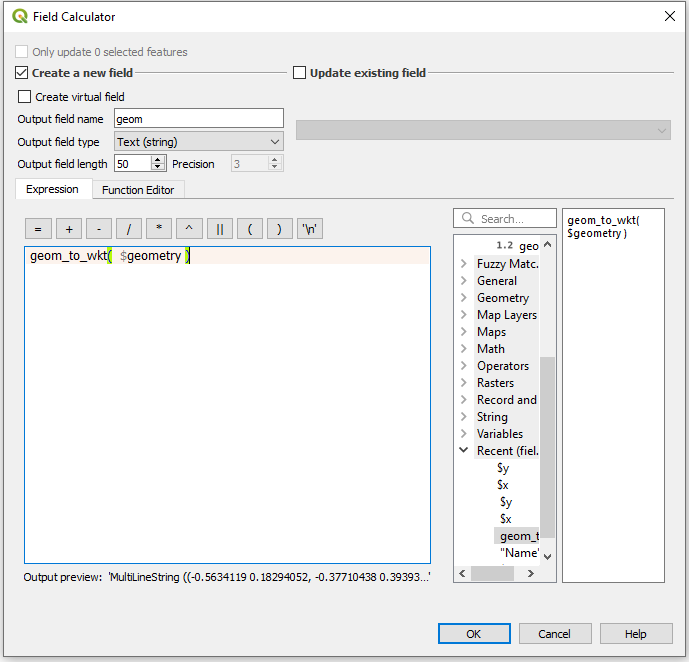 Field Calculator
Only update 0 selected features
Create a new field
Update existing field
Create virtual field
Output field name geom
Output field type Text (string)
Output field length 50 Precision 3
Expression Function Editor
= + - / * ^ || ( ) '\n'
geom_to_wkt( $geometry )
Output preview: 'MultiLineString ((-0.5634119 0.18294052, -0.37710438 0.39393...'
Search...
1.2 geo
Fuzzy Matc.
General
Geometry
Map Layers
Maps
Math
Operators
Rasters
Record and
String
Variables
Recent (fiel.
$y
$x
$y
$x
geom_t
"Name"
geom_to_wkt(
$geometry )
OK Cancel Help